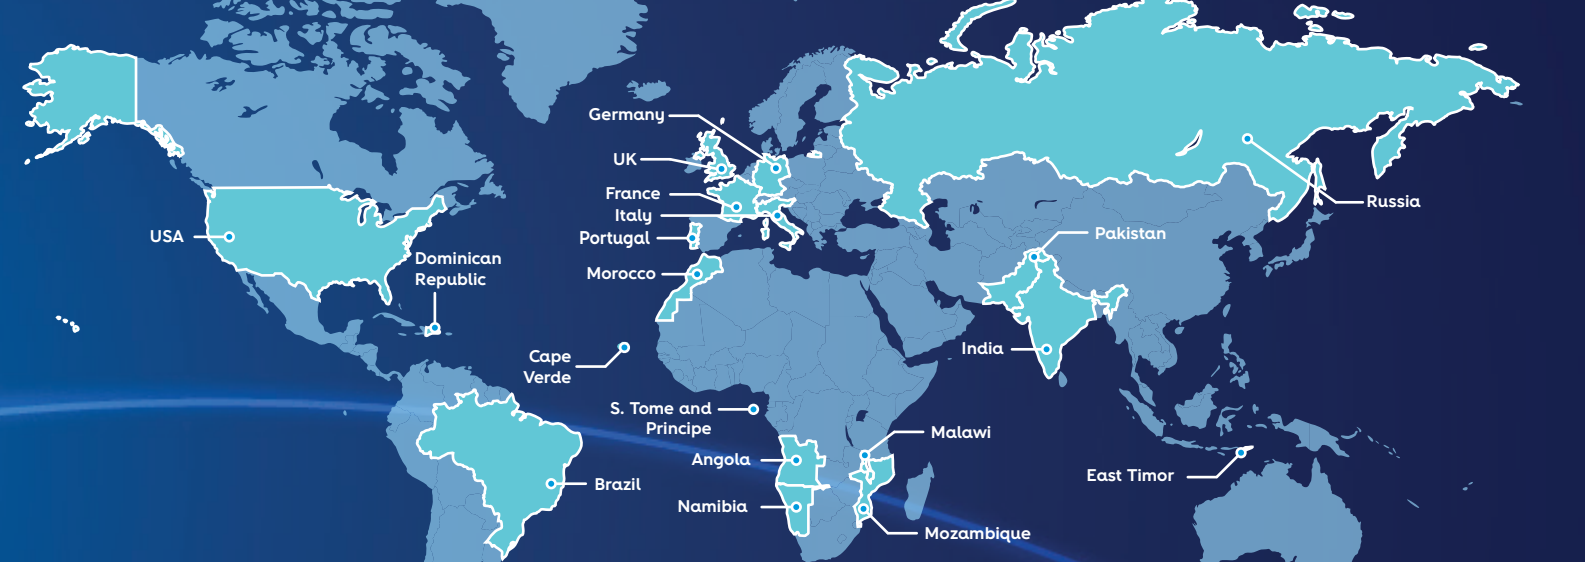 Germany
UK
France
Italy
Portugal
Morocco
USA
Dominican
Republic
Cape
Verde
S. Tome and
Principe
Angola
Namibia
Brazil
Malawi
Mozambique
India
Pakistan
Russia
East Timor